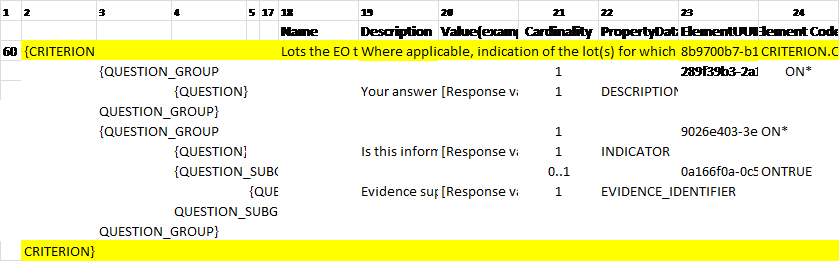 1 2 3 4 5 17 18 19 20 21 22 23 24
Name Description Value(examp Cardinality PropertyData ElementUUI Element Code
60 {CRITERION Lots the EO t Where applicable, indication of the lot(s) for which 8b9700b7-b1 CRITERION.C
{QUESTION_GROUP 1 289f39b3-2a1 ON*
{QUESTION} Your answer [Response va 1 DESCRIPTION
QUESTION_GROUP}
{QUESTION_GROUP 1 9026e403-3e ON*
{QUESTION} Is this inforr [Response va 1 INDICATOR
{QUESTION_SUBG 0..1 0a166f0a-0c5 ONTRUE
{QUE Evidence sup [Response va 1 EVIDENCE_IDENTIFIER
QUESTION_SUBG
QUESTION_GROUP}
CRITERION}